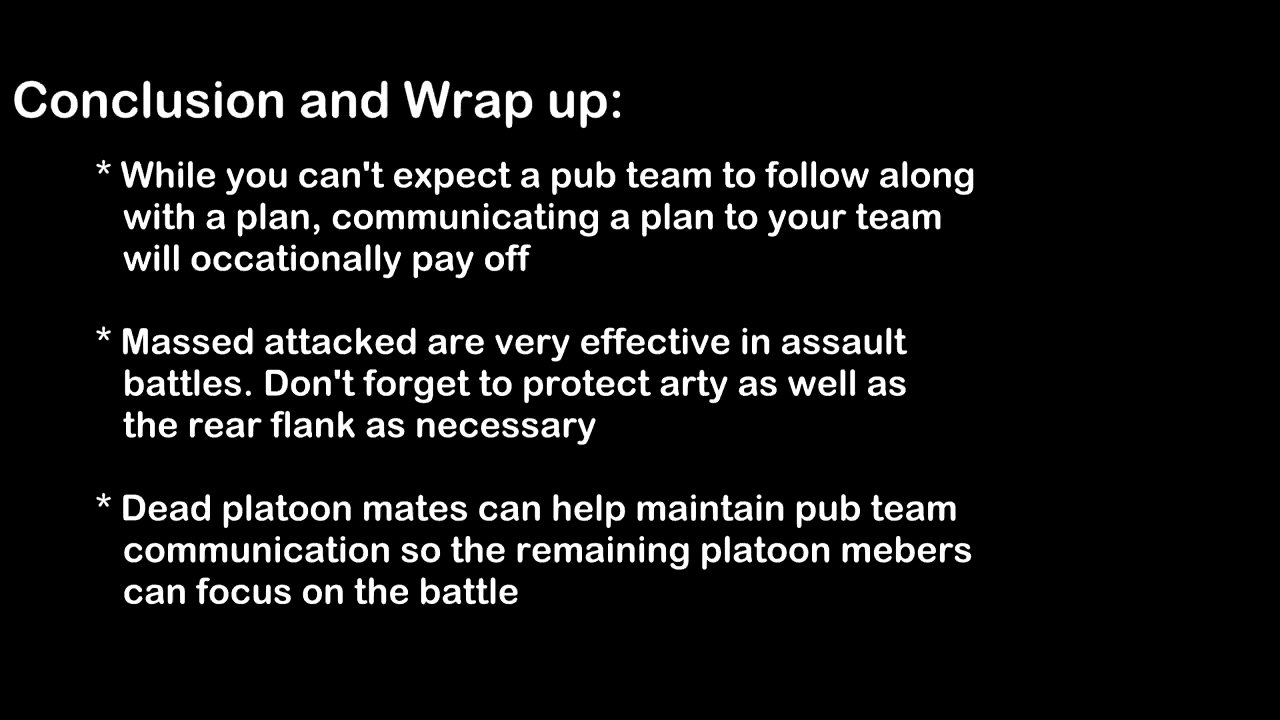 Conclusion and Wrap up:
* While you can't expect a pub team to follow along
with a plan, communicating a plan to your team
will occationally pay off
* Massed attacked are very effective in assault
battles. Don't forget to protect arty as well as
the rear flank as necessary
* Dead platoon mates can help maintain pub team
communication so the remaining platoon mebers
can focus on the battle